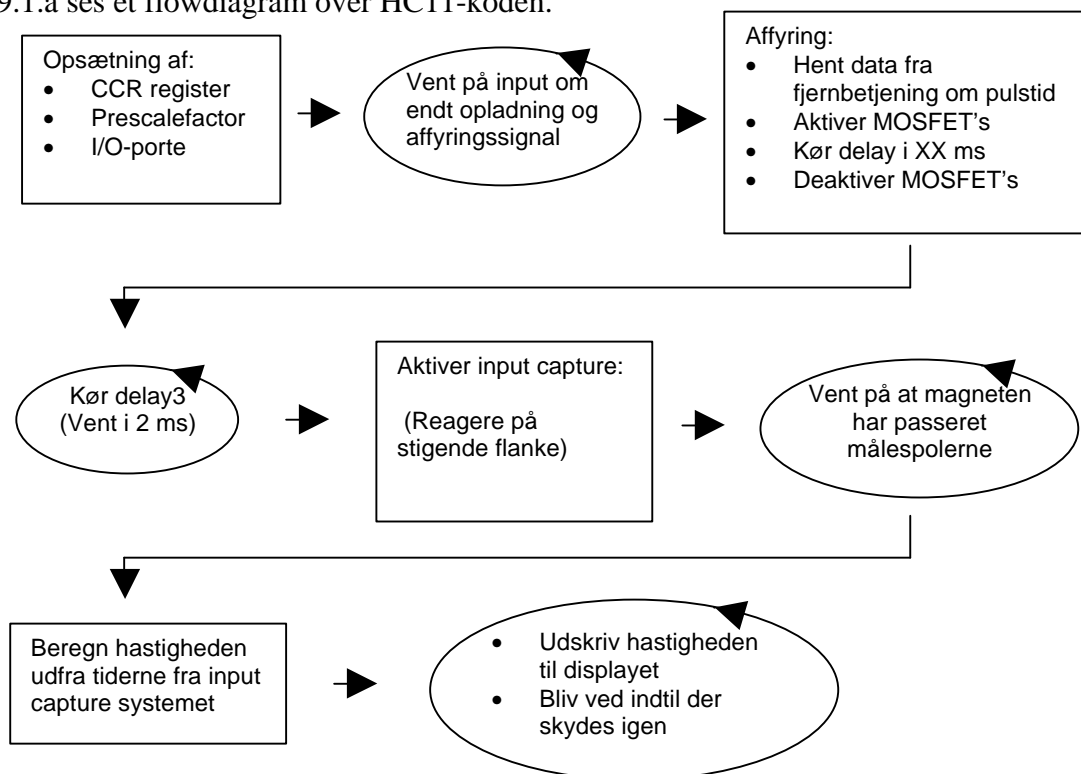 9.1.a ses et flowdiagram over HC11-koden.
Opsætning af:
• CCR register
• Prescalefactor
• I/O-porte
Vent på input om
endt opladning og
affyringssignal
Affyring:
• Hent data fra
fjernbetjening om pulstid
• Aktiver MOSFET's
• Kør delay i XX ms
• Deaktiver MOSFET's
Kør delay3
(Vent i 2 ms)
Aktiver input capture:
(Reagere på
stigende flanke)
Vent på at magneten
har passeret
målespolerne
Beregn hastigheden
udfra tiderne fra input
capture systemet
• Udskriv hastigheden
til displayet
• Bliv ved indtil der
skydes igen